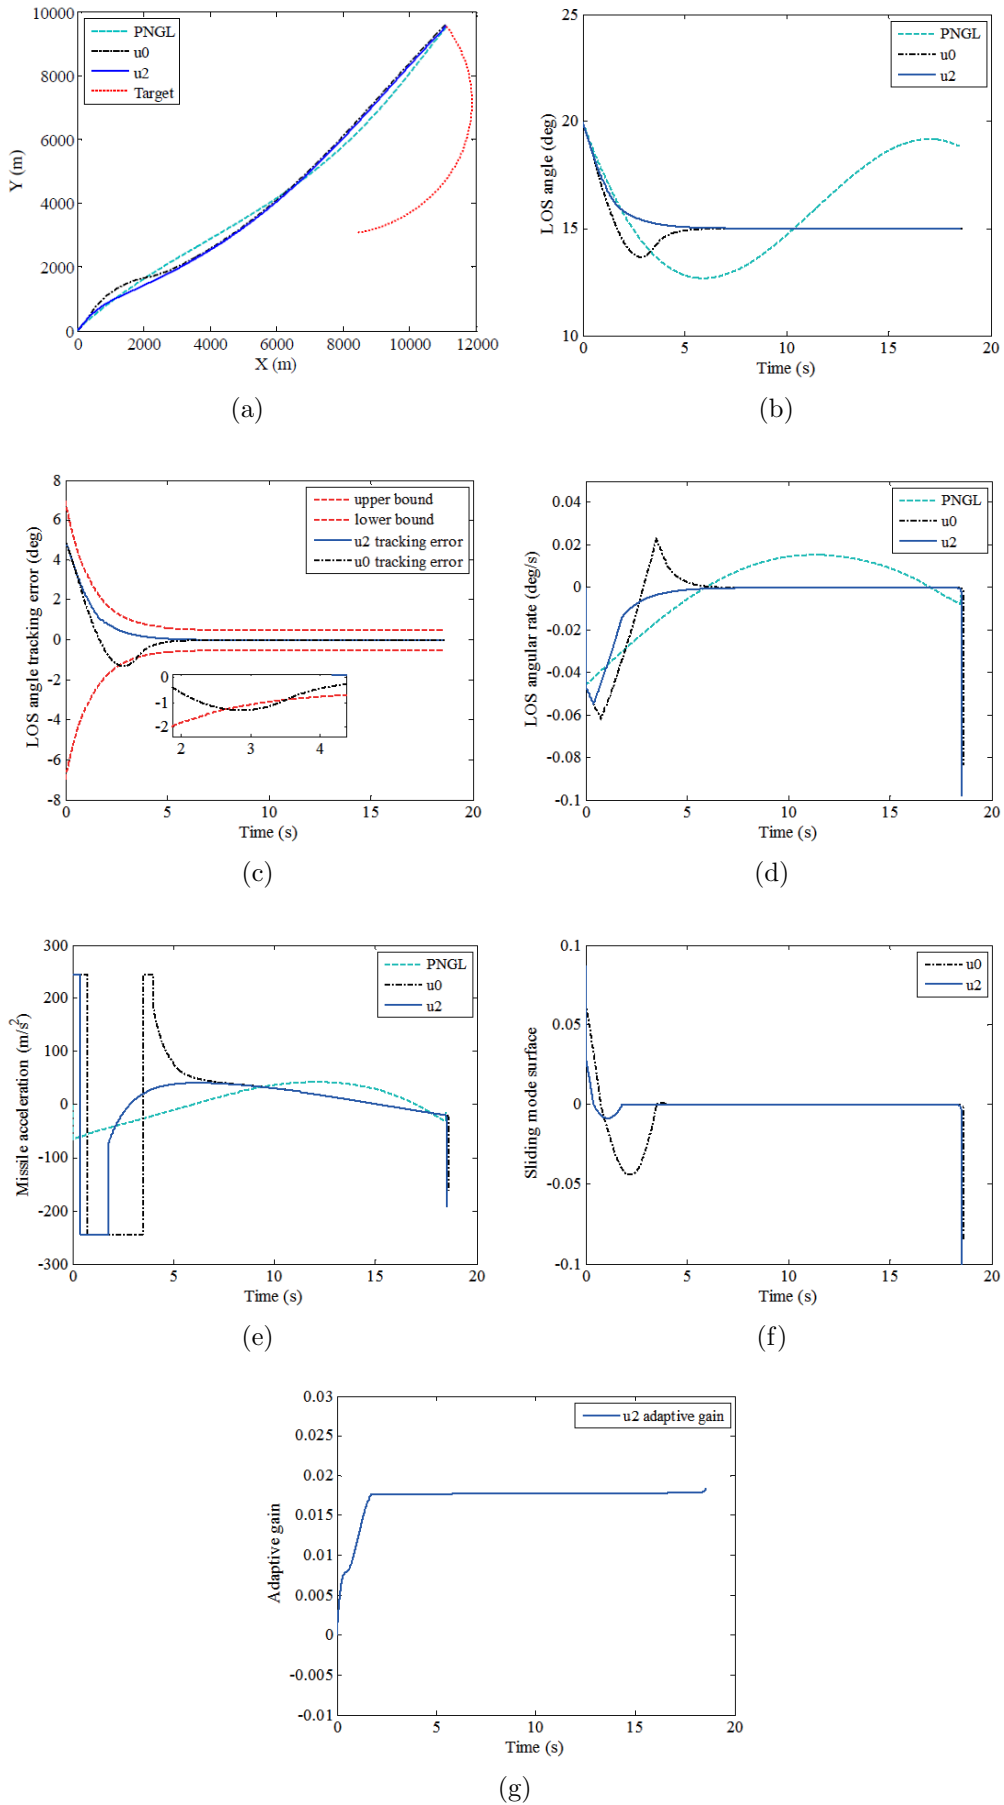 10000
8000
6000
4000
2000
0
Y (m)
PNGL
u0
u2
Target
0 2000 4000 6000 8000 10000 12000
X (m)
(a)
25
20
15
10
LOS angle (deg)
PNGL
u0
u2
0 5 10 15 20
Time (s)
(b)
8
6
4
2
0
-2
-4
-6
-8
LOS angle tracking error (deg)
upper bound
lower bound
u2 tracking error
u0 tracking error
0
-1
-2
2 3 4
0 5 10 15 20
Time (s)
(c)
0.04
0.02
0
-0.02
-0.04
-0.06
-0.08
-0.1
LOS angular rate (deg/s)
PNGL
u0
u2
0 5 10 15 20
Time (s)
(d)
300
200
100
0
-100
-200
-300
Missile acceleration (m/s²)
PNGL
u0
u2
0 5 10 15 20
Time (s)
(e)
0.1
0.05
0
-0.05
-0.1
Sliding mode surface
u0
u2
0 5 10 15 20
Time (s)
(f)
0.03
0.025
0.02
0.015
0.01
0.005
0
-0.005
-0.01
Adaptive gain
u2 adaptive gain
0 5 10 15 20
Time (s)
(g)